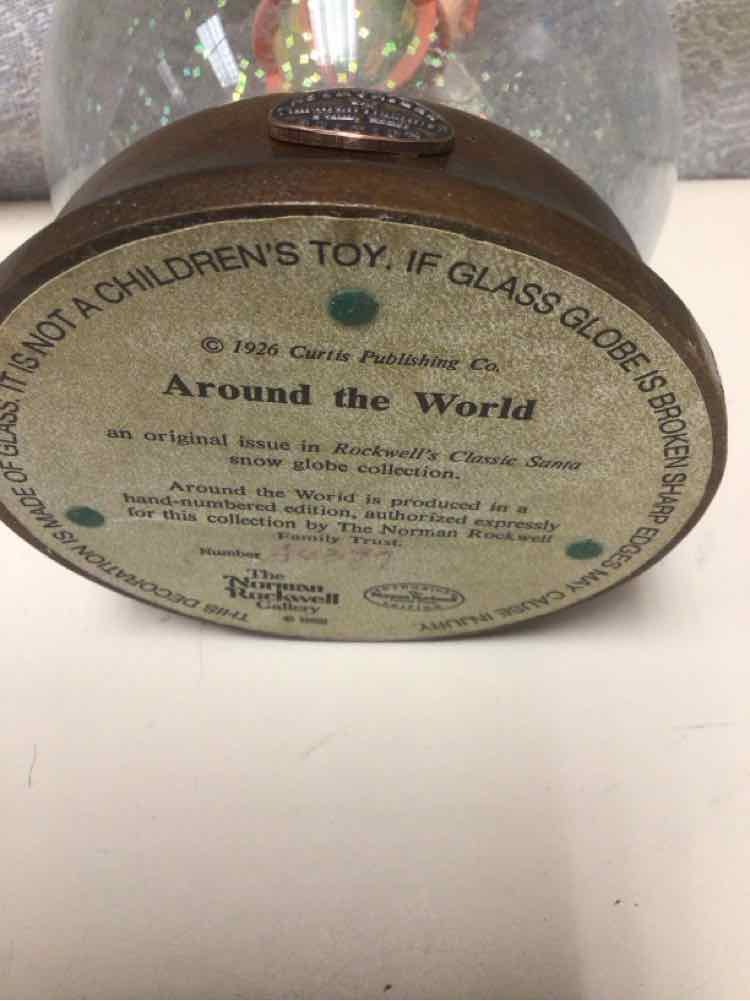 THIS DECORATION IS MADE OF GLASS. IT IS NOT A CHILDREN'S TOY. IF GLASS GLOBE IS BROKEN SHARP EDGES MAY CAUSE INJURY
© 1926 Curtis Publishing Co.
Around the World
an original issue in Rockwell's Classic Santa
snow globe collection.
Around the World is produced in a
hand-numbered edition, authorized expressly
for this collection by The Norman Rockwell
Family Trust.
Number
The
Norman
Rockwell
Gallery
©